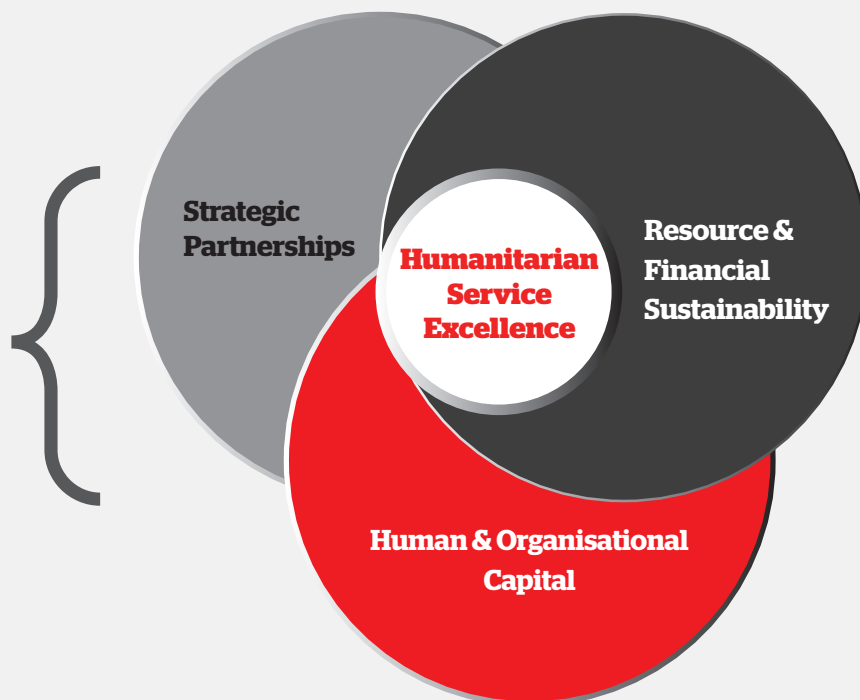 Strategic
Partnerships
Humanitarian
Service
Excellence
Resource &
Financial
Sustainability
Human & Organisational
Capital